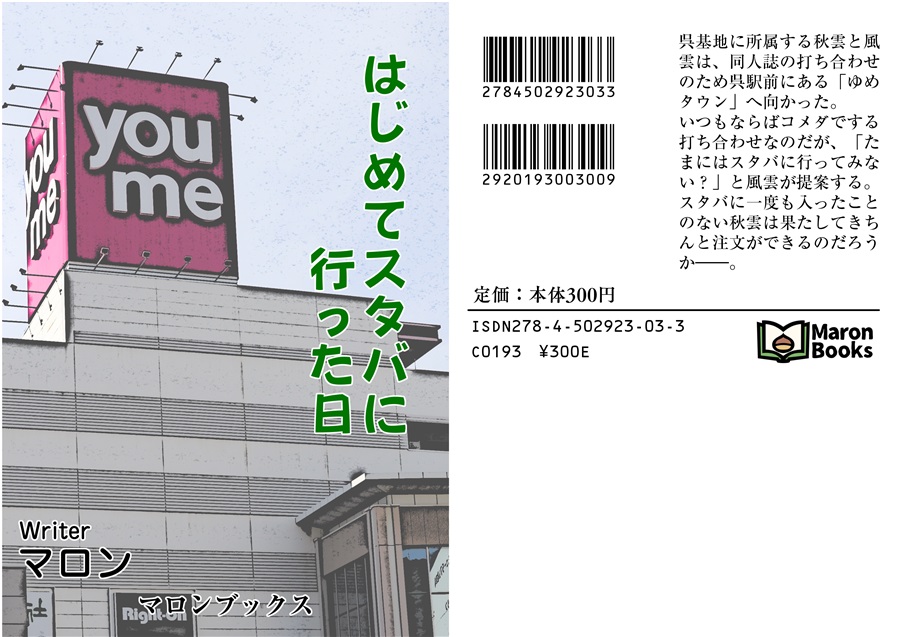 you
me
you
me
はじめてスタバに
行った日
Writer
マロン
Right-on
マロンブックス
2784502923033
2920193003009
呉基地に所属する秋雲と風
雲は、同人誌の打ち合わせ
のため呉駅前にある「ゆめ
タウン」へ向かった。
いつもならばコメダでする
打ち合わせなのだが、「た
まにはスタバに行ってみな
い？」と風雲が提案する。
スタバに一度も入ったこと
のない秋雲は果たしてきち
んと注文ができるのだろう
か――。
定価：本体300円
ISDN278-4-502923-03-3
C0193 ¥300E
Maron
Books